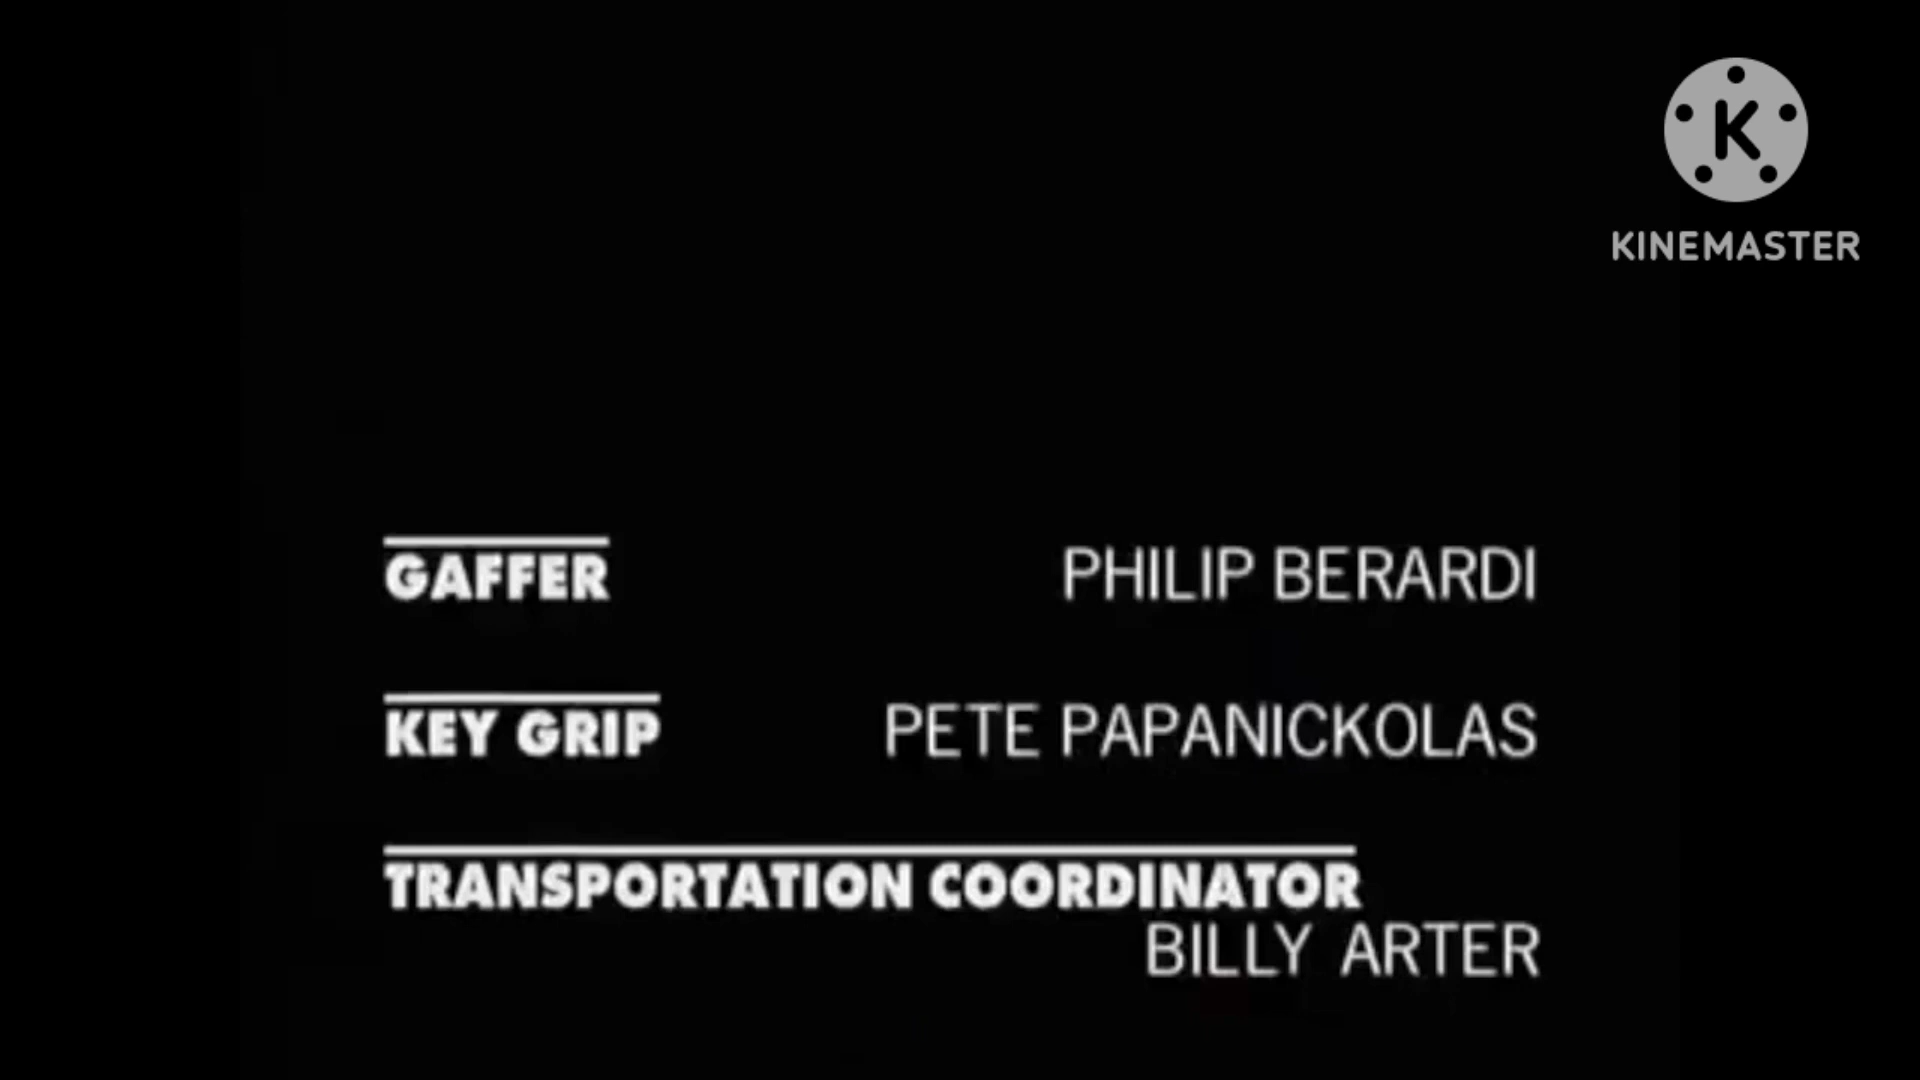 K
KINEMASTER
GAFFER PHILIP BERARDI
KEY GRIP PETE PAPANICKOLAS
TRANSPORTATION COORDINATOR
BILLY ARTER